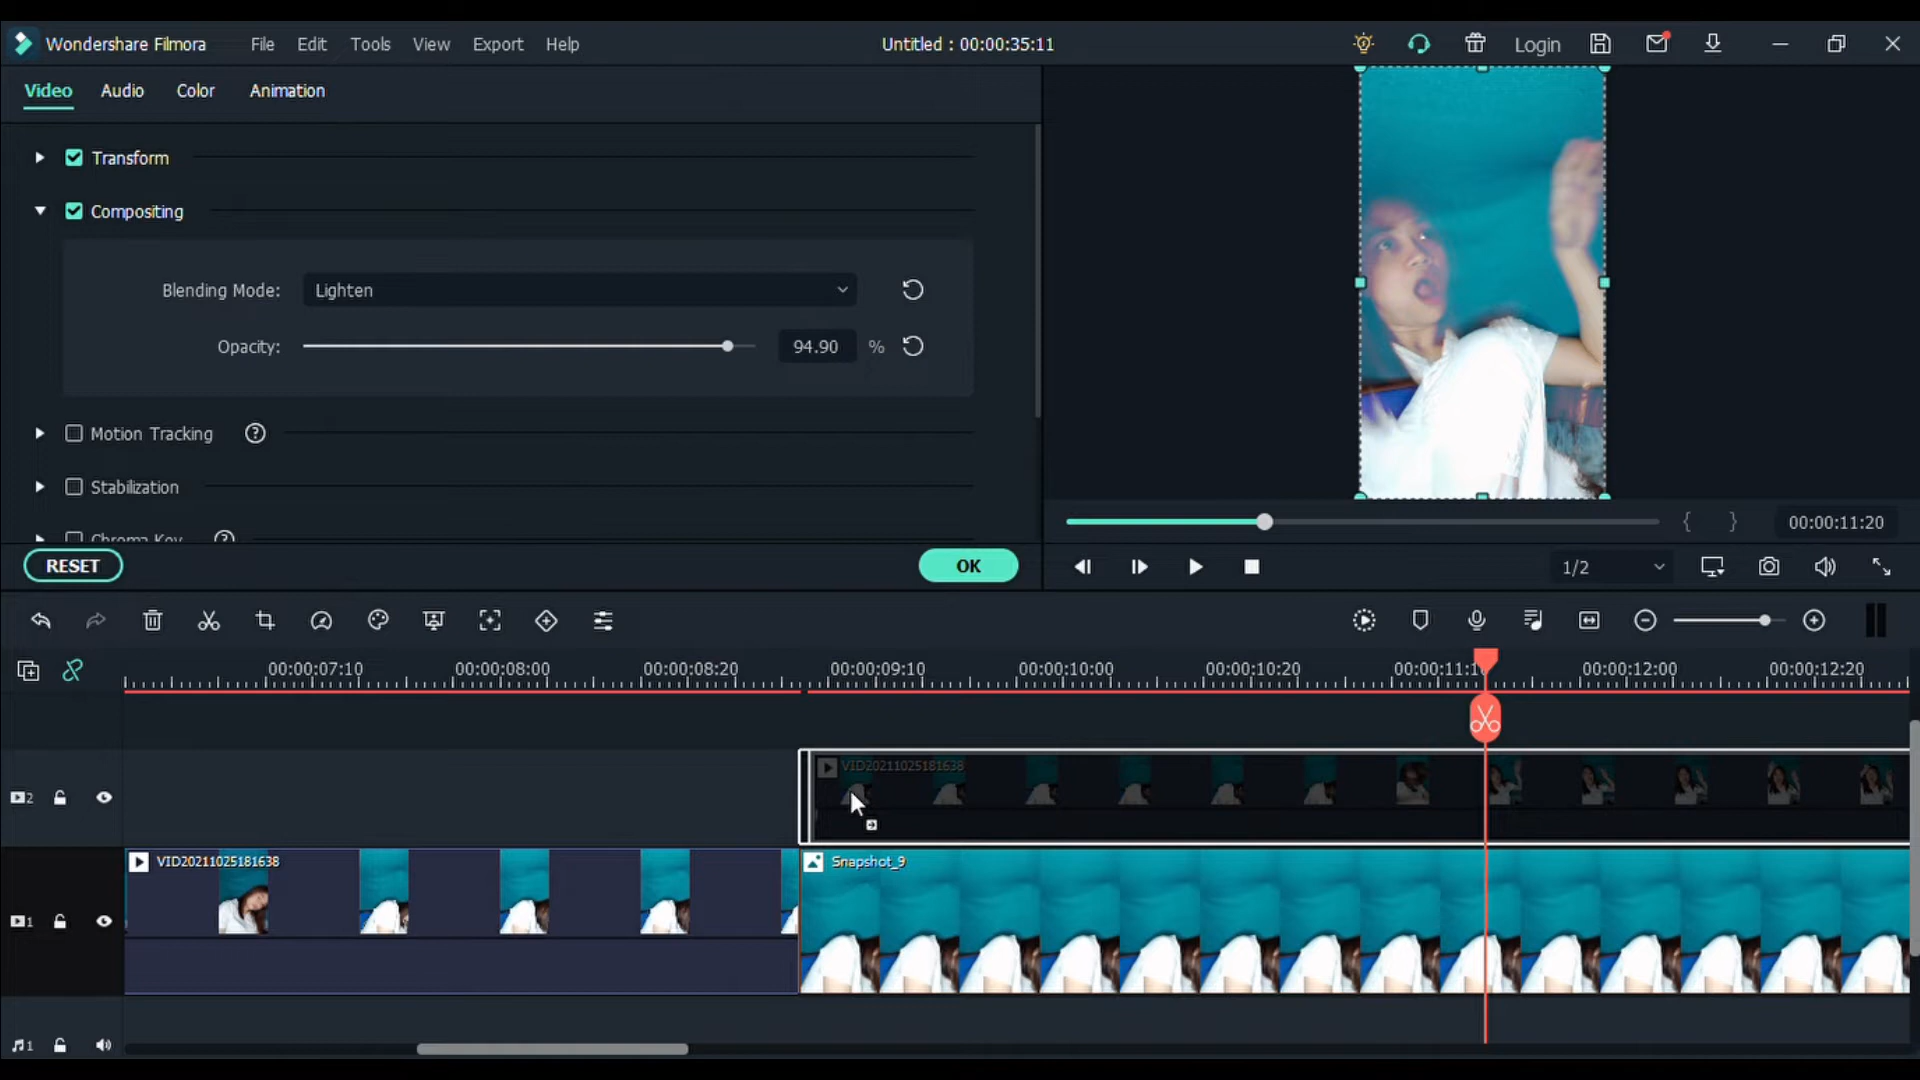 Wondershare Filmora File Edit Tools View Export Help Untitled : 00:00:35:11 Login
Video Audio Color Animation
Transform
Compositing
Blending Mode: Lighten
Opacity: 94.90 %
Motion Tracking ?
Stabilization
Chroma Key ?
RESET OK
{ } 00:00:11:20
1/2
00:00:07:10 00:00:08:00 00:00:08:20 00:00:09:10 00:00:10:00 00:00:10:20 00:00:11:10 00:00:12:00 00:00:12:20
2
VID20211025181638
1
VID20211025181638
Snapshot_9
1